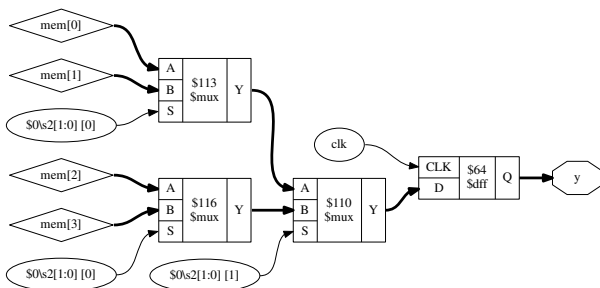 mem[0]
mem[1]
$0\s2[1:0] [0]
A
B
S
$113
$mux
Y
mem[2]
mem[3]
$0\s2[1:0] [0]
A
B
S
$116
$mux
Y
$0\s2[1:0] [1]
A
B
S
$110
$mux
Y
clk
CLK
D
$64
$dff
Q
y